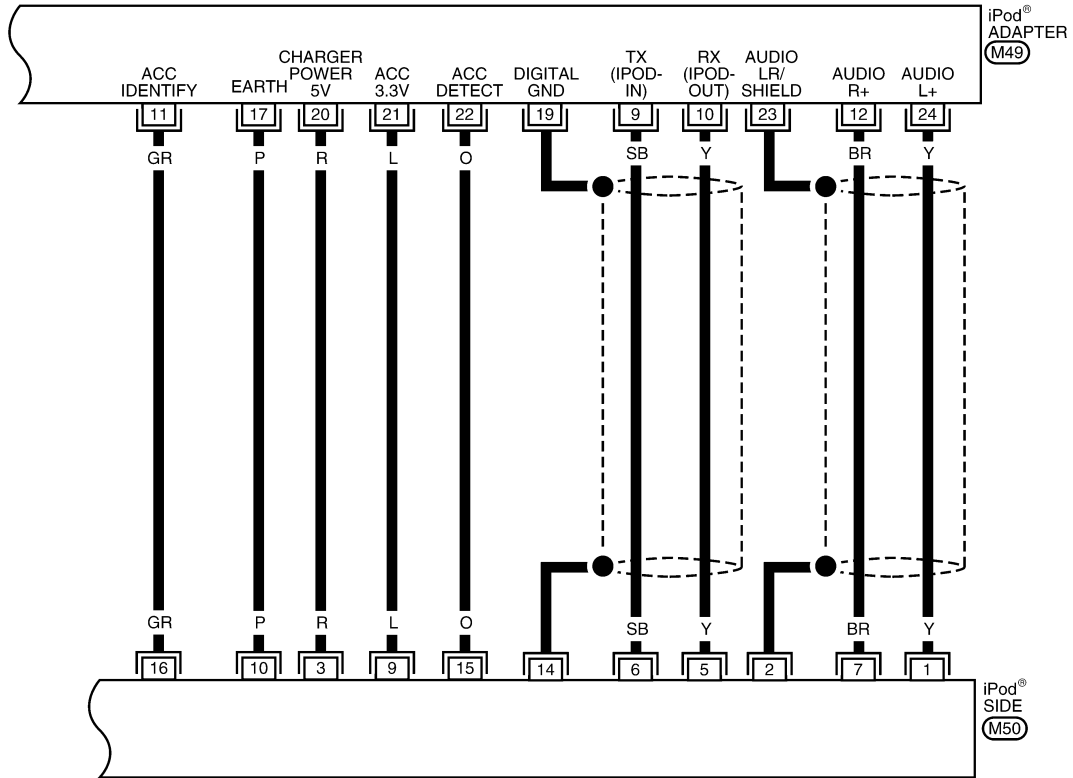 iPod®
ADAPTER
M49
ACC
IDENTIFY
EARTH
CHARGER
POWER
5V
ACC
3.3V
ACC
DETECT
DIGITAL
GND
TX
(IPOD-
IN)
RX
(IPOD-
OUT)
AUDIO
LR/
SHIELD
AUDIO
R+
AUDIO
L+
11 17 20 21 22 19 9 10 23 12 24
GR P R L O SB Y BR Y
GR P R L O SB Y BR Y
16 10 3 9 15 14 6 5 2 7 1
iPod®
SIDE
M50